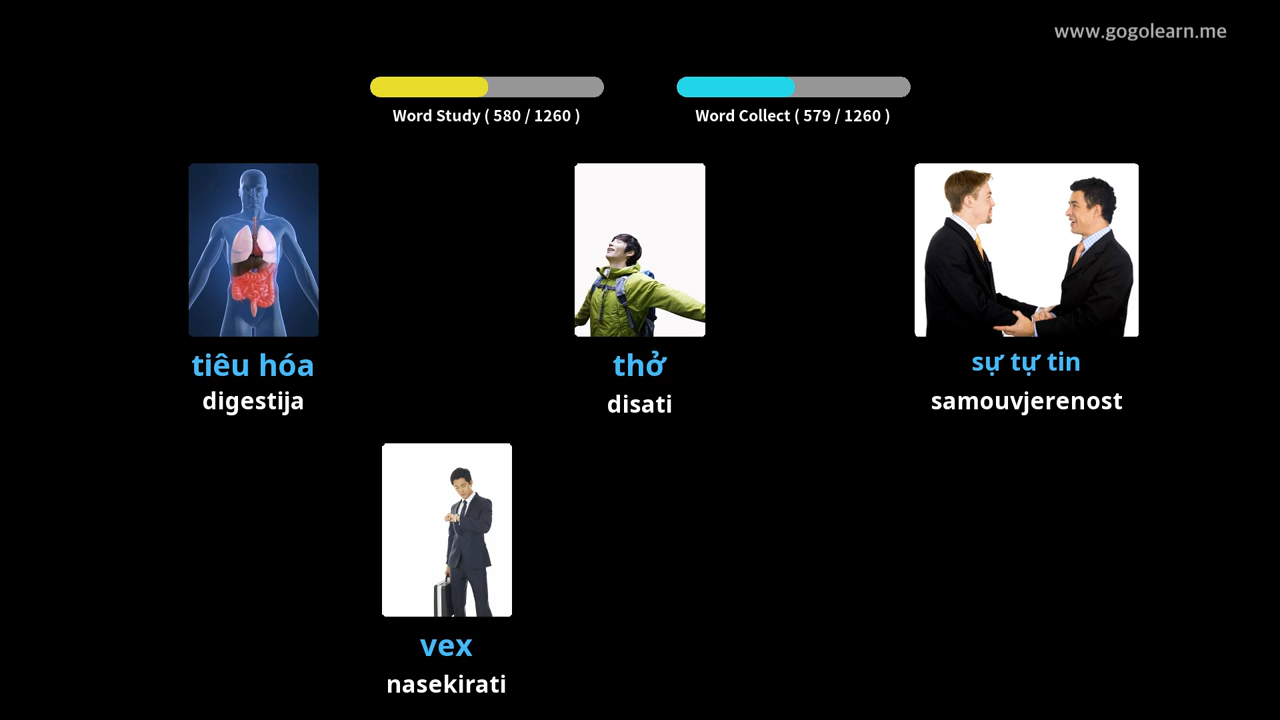 www.gogolearn.me
Word Study ( 580 / 1260 )
Word Collect ( 579 / 1260 )
tiêu hóa
digestija
thở
disati
sự tự tin
samouvjerenost
vex
nasekirati